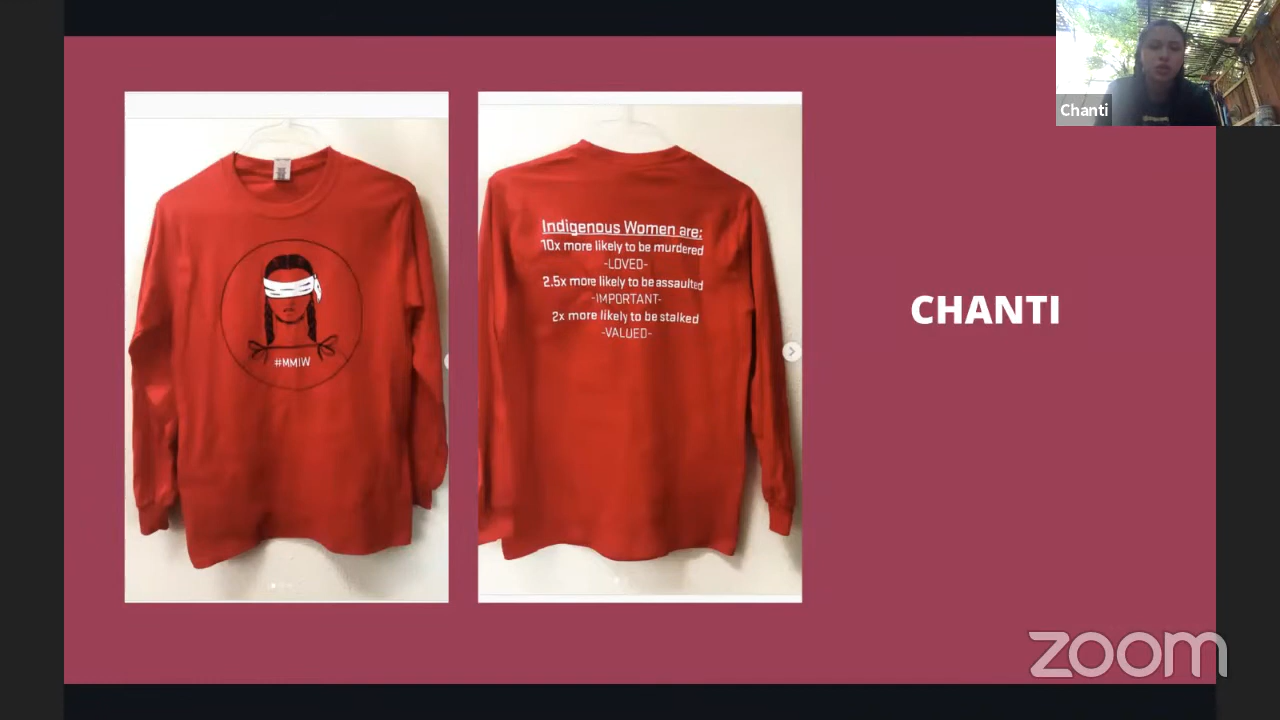 Chanti
#MMIW
Indigenous Women are:
10x more likely to be murdered
-LOVED-
2.5x more likely to be assaulted
-IMPORTANT-
2x more likely to be stalked
-VALUED-
CHANTI
zoom